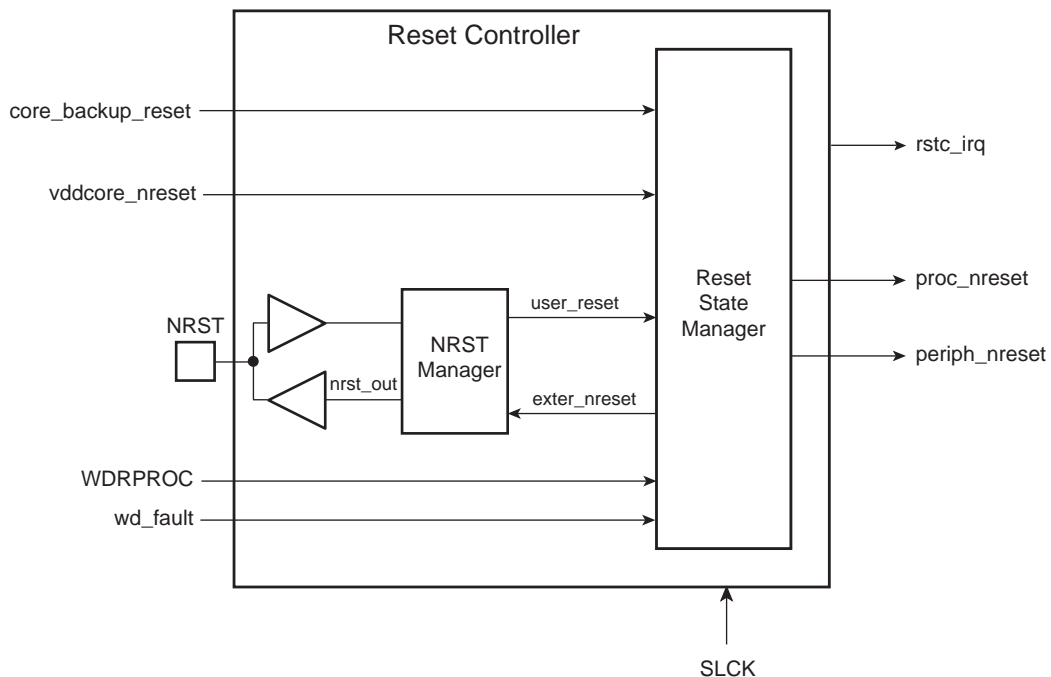 Reset Controller
core_backup_reset
rstc_irq
vddcore_nreset
Reset
State
Manager
proc_nreset
user_reset
NRST
NRST
Manager
periph_nreset
nrst_out
exter_nreset
WDRPROC
wd_fault
SLCK